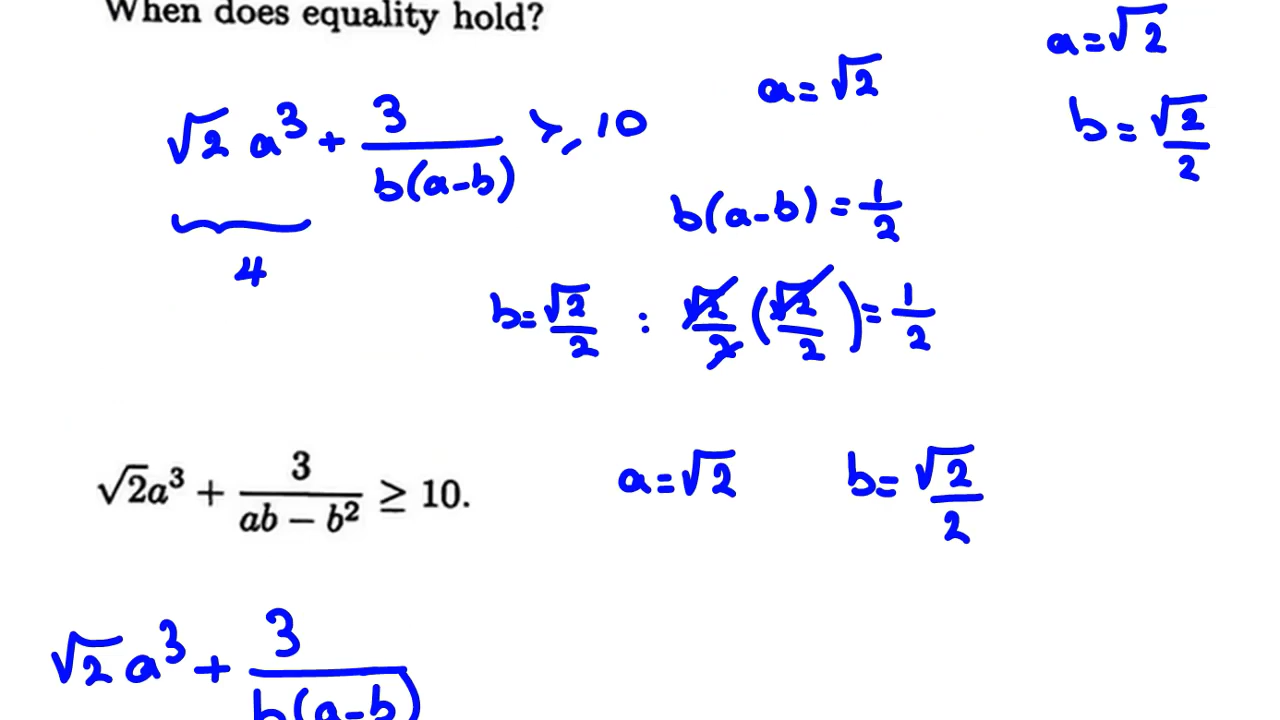 When does equality hold?
a = √2
b = √2/2
√2 a³ + 3/(b(a-b)) ≥ 10
4
a = √2
b(a-b) = 1/2
b = √2/2 : √2/2 (√2/2) = 1/2
√2a³ + 3/(ab − b²) ≥ 10.
a = √2 b = √2/2
√2 a³ + 3/(b(a-b)